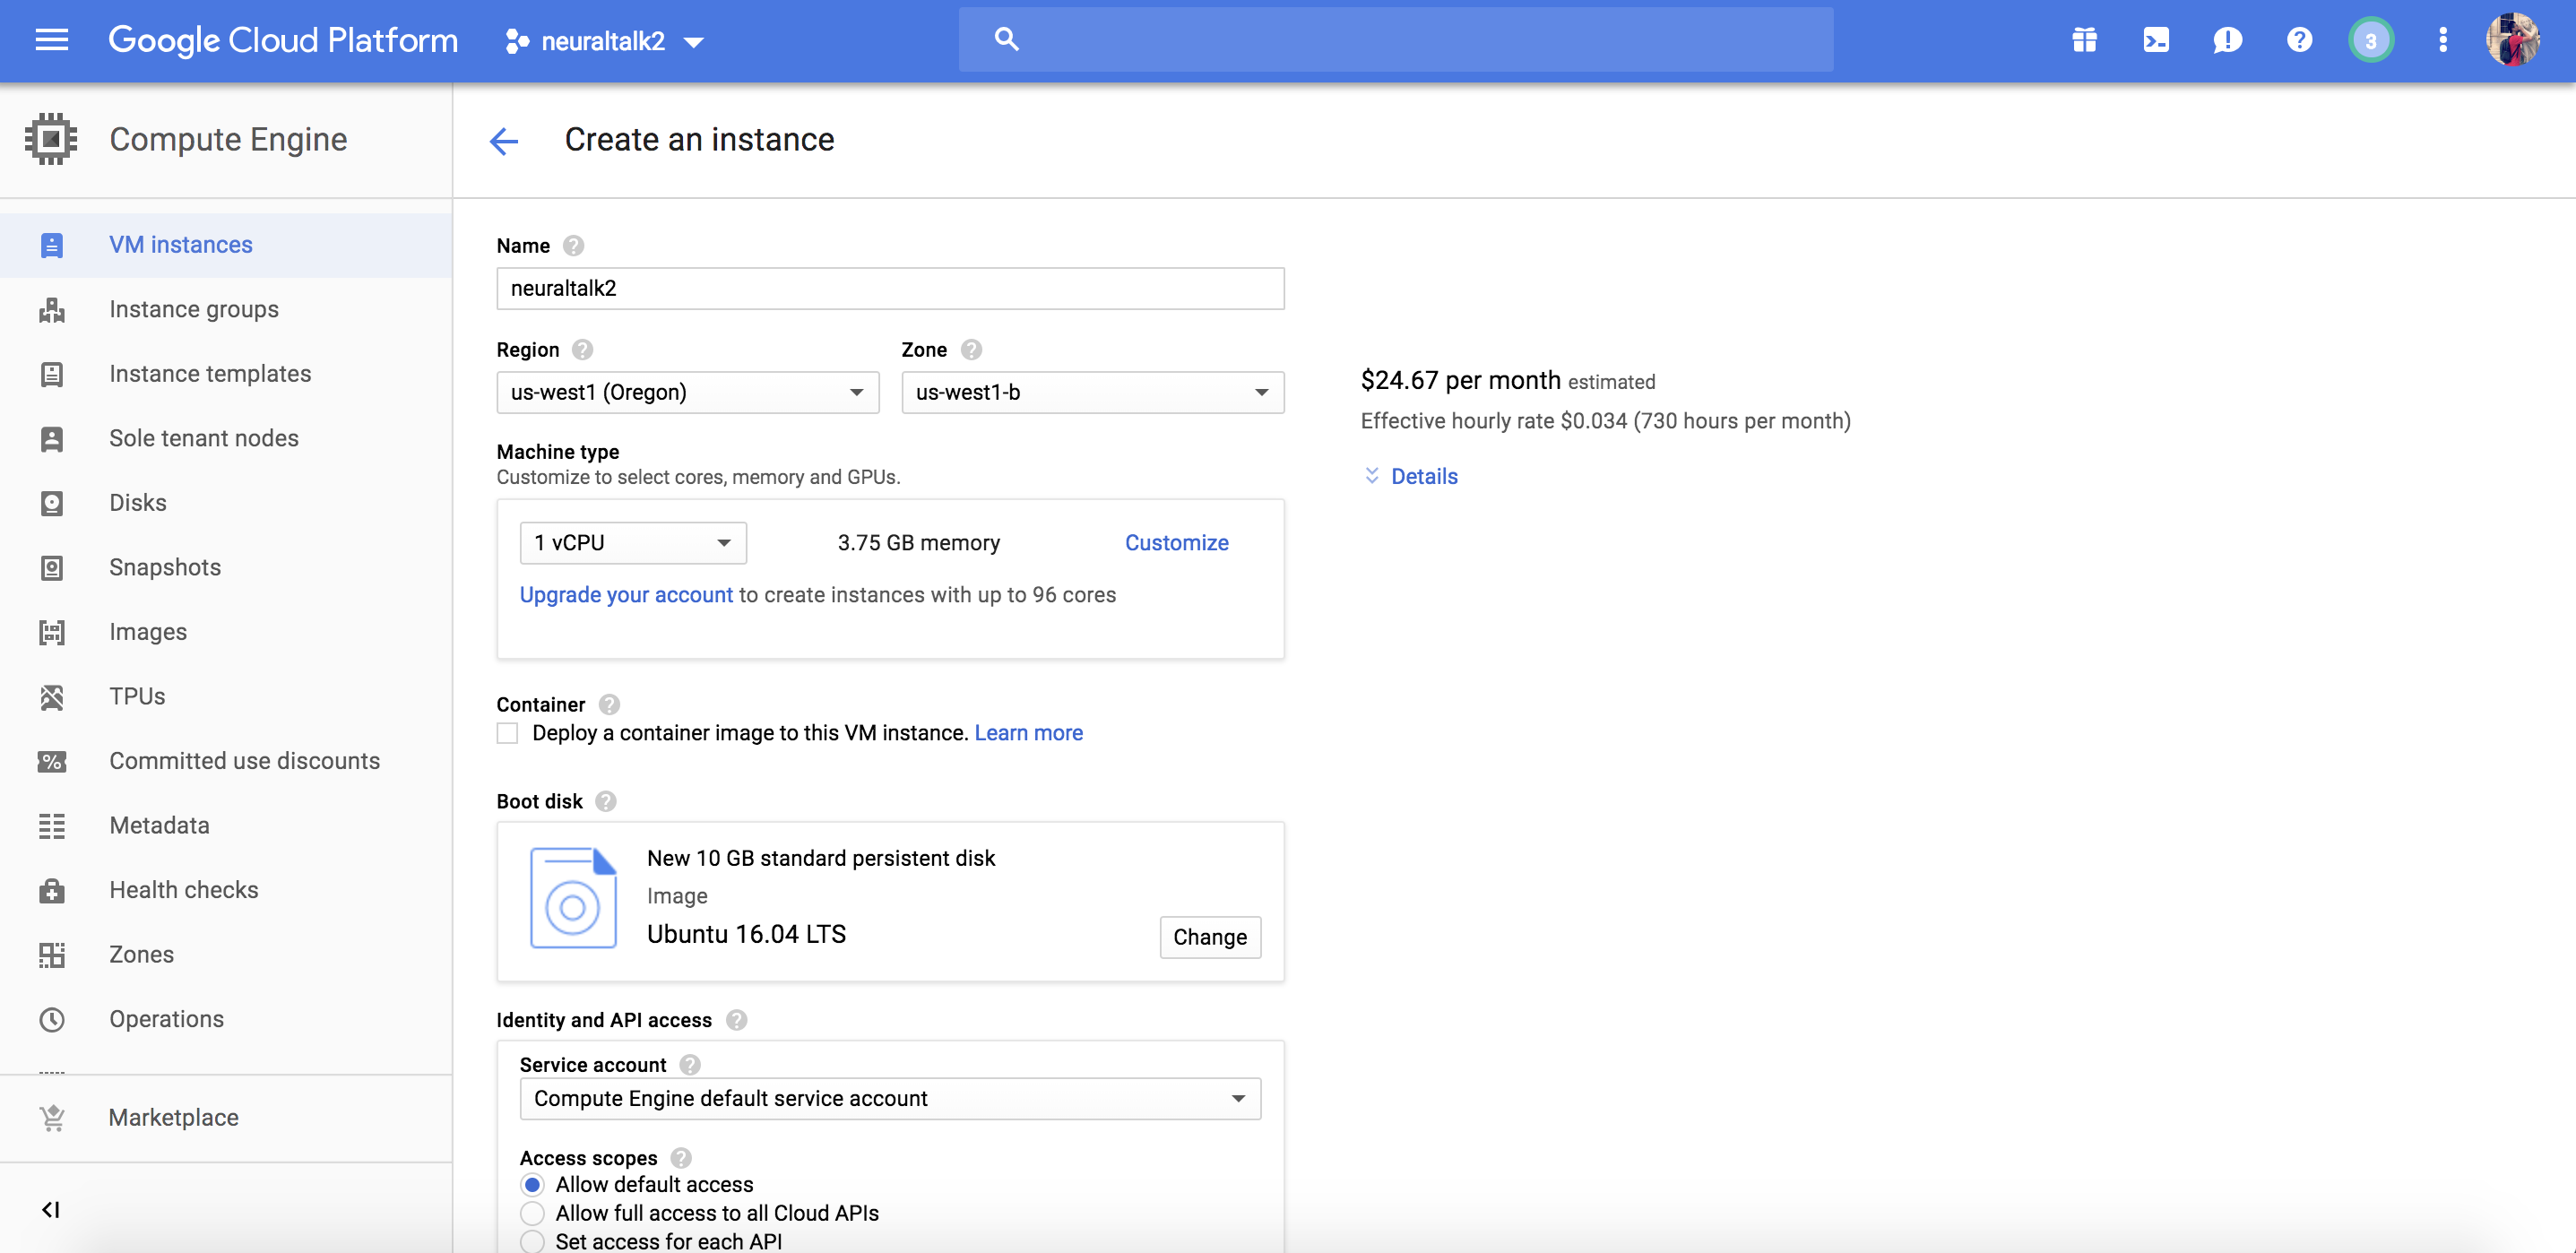 Google Cloud Platform
neuraltalk2
3
Compute Engine
Create an instance
VM instances
Instance groups
Instance templates
Sole tenant nodes
Disks
Snapshots
Images
TPUs
Committed use discounts
Metadata
Health checks
Zones
Operations
Marketplace
Name
neuraltalk2
Region
Zone
us-west1 (Oregon)
us-west1-b
Machine type
Customize to select cores, memory and GPUs.
1 vCPU
3.75 GB memory
Customize
Upgrade your account to create instances with up to 96 cores
Container
Deploy a container image to this VM instance. Learn more
Boot disk
New 10 GB standard persistent disk
Image
Ubuntu 16.04 LTS
Change
Identity and API access
Service account
Compute Engine default service account
Access scopes
Allow default access
Allow full access to all Cloud APIs
Set access for each API
$24.67 per month estimated
Effective hourly rate $0.034 (730 hours per month)
Details